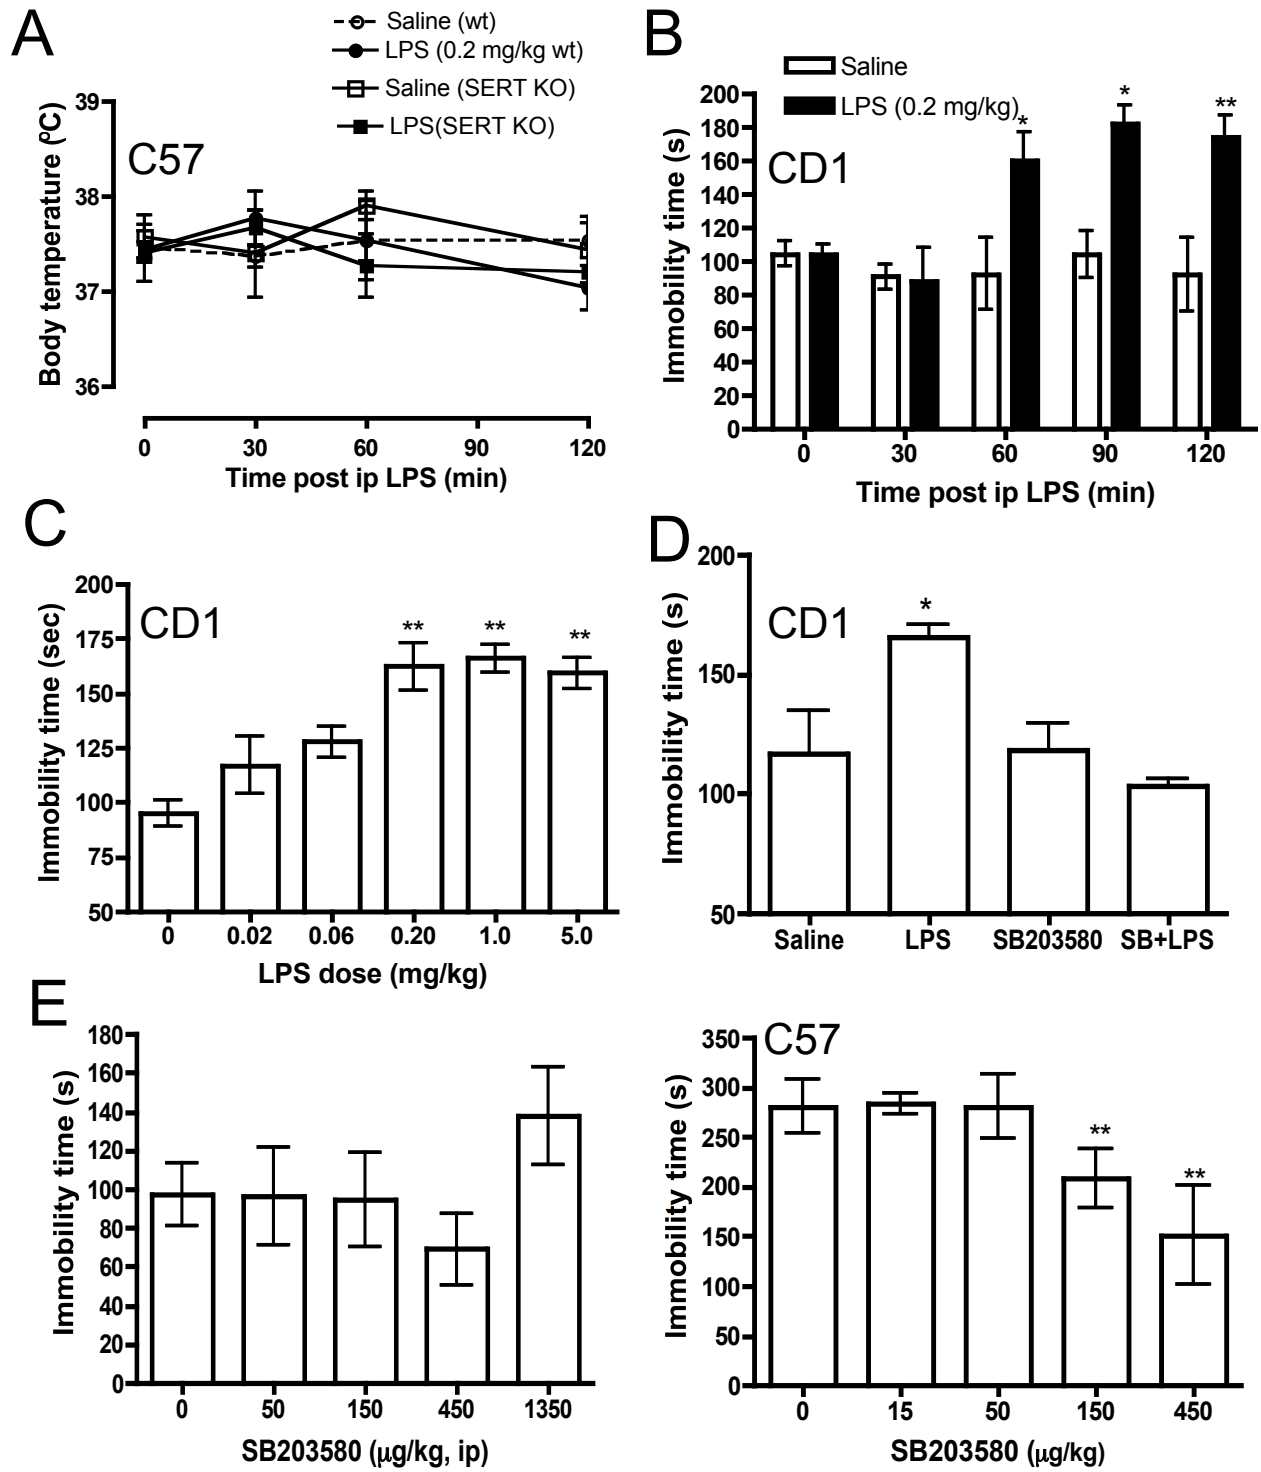 A
Saline (wt)
LPS (0.2 mg/kg wt)
Saline (SERT KO)
LPS(SERT KO)
C57
Body temperature (ºC)
39
38
37
36
0 30 60 90 120
Time post ip LPS (min)
B
Saline
LPS (0.2 mg/kg)
CD1
* * **
Immobility time (s)
200
180
160
140
120
100
80
60
40
20
0
0 30 60 90 120
Time post ip LPS (min)
C
CD1
** ** **
Immobility time (sec)
200
175
150
125
100
75
50
0 0.02 0.06 0.20 1.0 5.0
LPS dose (mg/kg)
D
CD1
*
Immobility time (s)
200
150
100
50
Saline LPS SB203580 SB+LPS
E
Immobility time (s)
180
160
140
120
100
80
60
40
20
0
0 50 150 450 1350
SB203580 (µg/kg, ip)
C57
** **
Immobility time (s)
350
300
250
200
150
100
50
0
0 15 50 150 450
SB203580 (µg/kg)